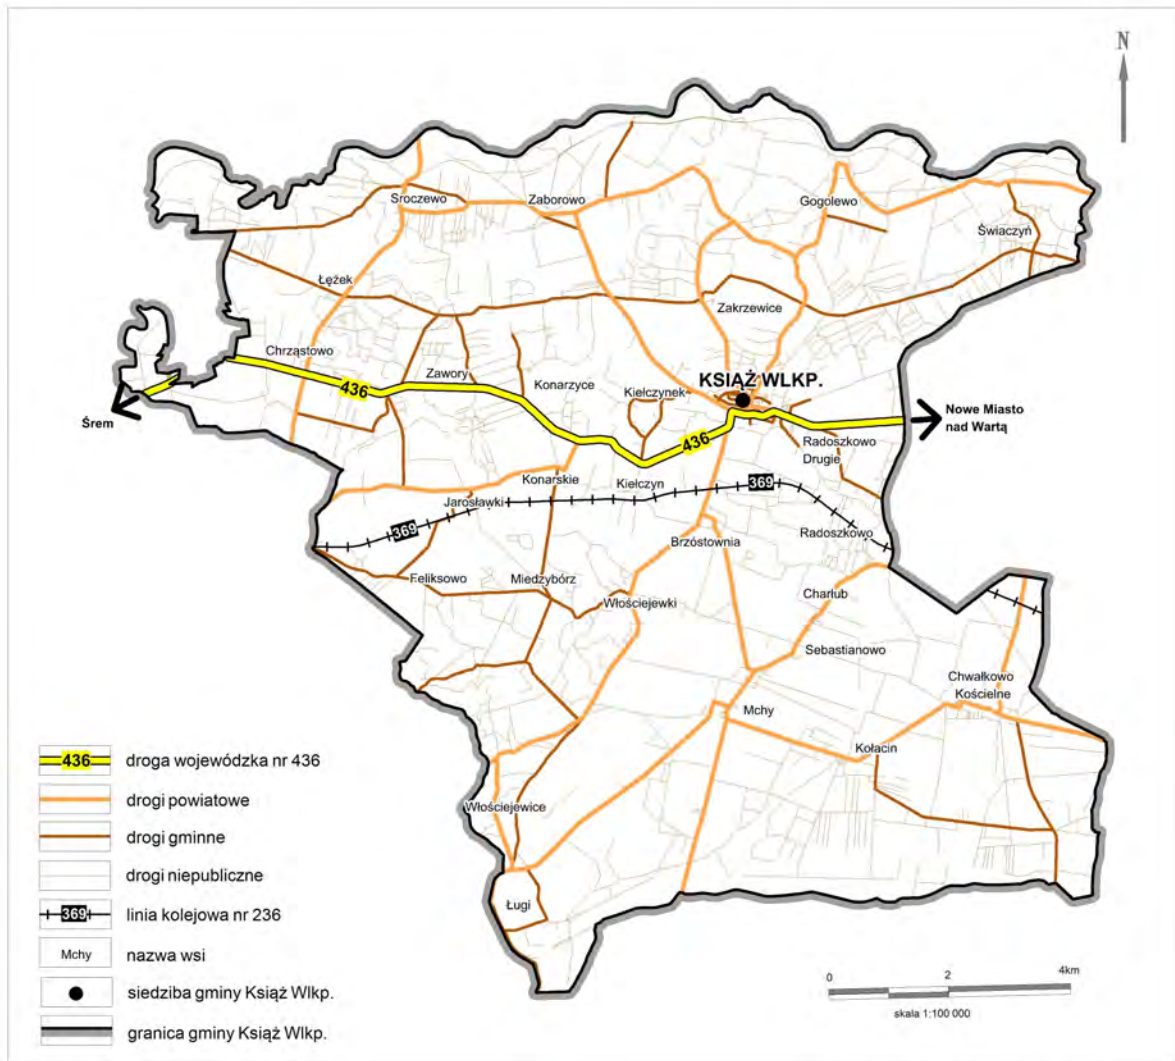 N
Sroczewo
Zaborowo
Gogolewo
Świaczyń
Łężek
Zakrzewice
Chrząstowo
Zawory
436
Konarzyce
Kiełczynek
KSIĄŻ WLKP.
Śrem
Nowe Miasto
nad Wartą
436
Radoszkowo
Drugie
Konarskie
Kiełczyn
369
Jarosławki
369
Radoszkowo
Brzóstownia
Feliksowo
Miedzybórz
Włościejewki
Charłub
Sebastianowo
Chwałkowo
Kościelne
Mchy
Kołacin
Włościejewice
Ługi
436 droga wojewódzka nr 436
drogi powiatowe
drogi gminne
drogi niepubliczne
369 linia kolejowa nr 236
Mchy nazwa wsi
siedziba gminy Książ Wlkp.
granica gminy Książ Wlkp.
0 2 4km
skala 1:100 000